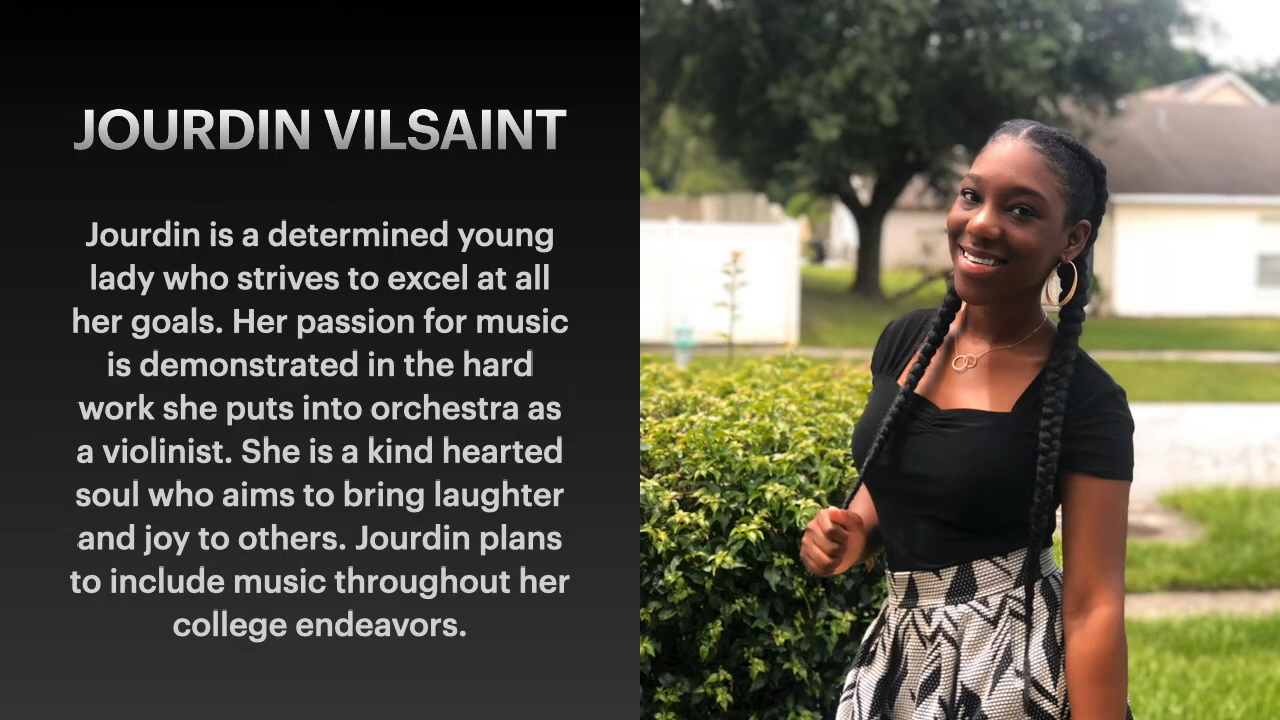 JOURDIN VILSAINT
Jourdin is a determined young
lady who strives to excel at all
her goals. Her passion for music
is demonstrated in the hard
work she puts into orchestra as
a violinist. She is a kind hearted
soul who aims to bring laughter
and joy to others. Jourdin plans
to include music throughout her
college endeavors.